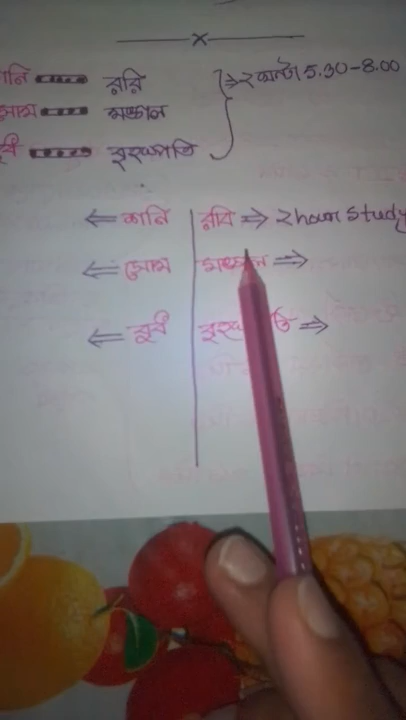 শনি রবি ⇒ ২ ঘন্টা 5.30-8.00
সোম মঙ্গল
বুধ বৃহস্পতি
⇐ শনি রবি ⇒ 2 hour Study
⇐ সোম মঙ্গল ⇒
⇐ বুধ বৃহস্পতি ⇒